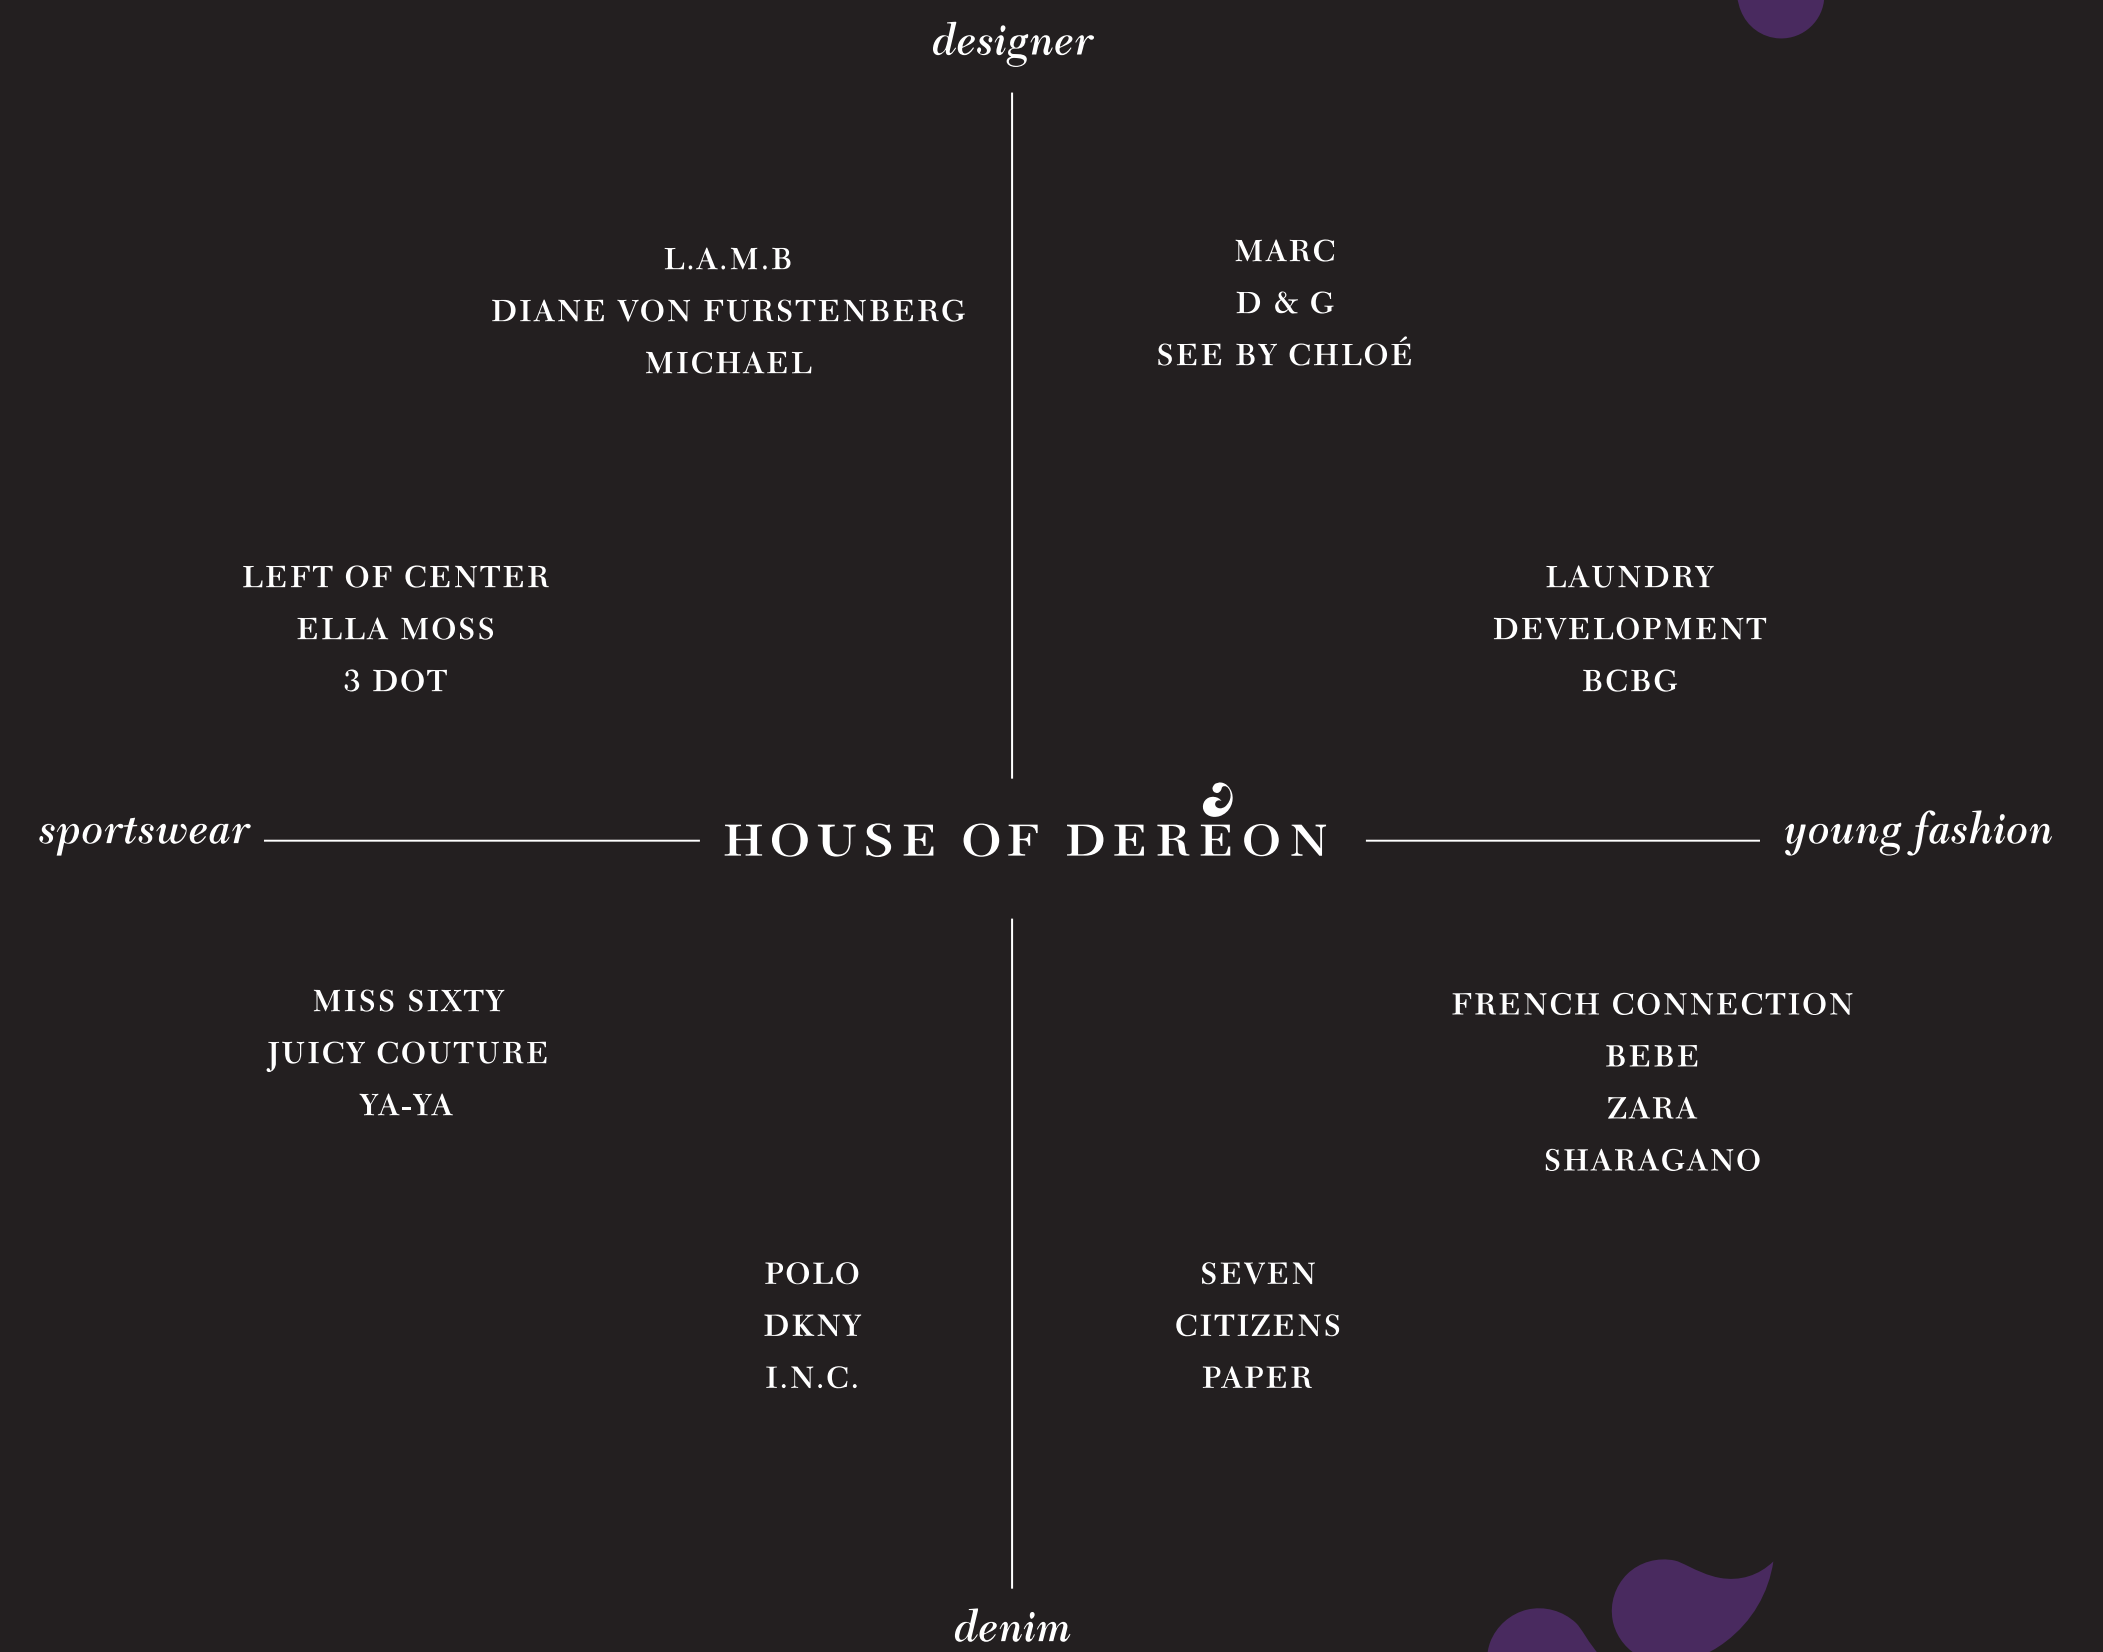 designer
L.A.M.B
DIANE VON FURSTENBERG
MICHAEL
MARC
D & G
SEE BY CHLOÉ
LEFT OF CENTER
ELLA MOSS
3 DOT
LAUNDRY
DEVELOPMENT
BCBG
sportswear
HOUSE OF DERÉON
young fashion
MISS SIXTY
JUICY COUTURE
YA-YA
FRENCH CONNECTION
BEBE
ZARA
SHARAGANO
POLO
DKNY
I.N.C.
SEVEN
CITIZENS
PAPER
denim